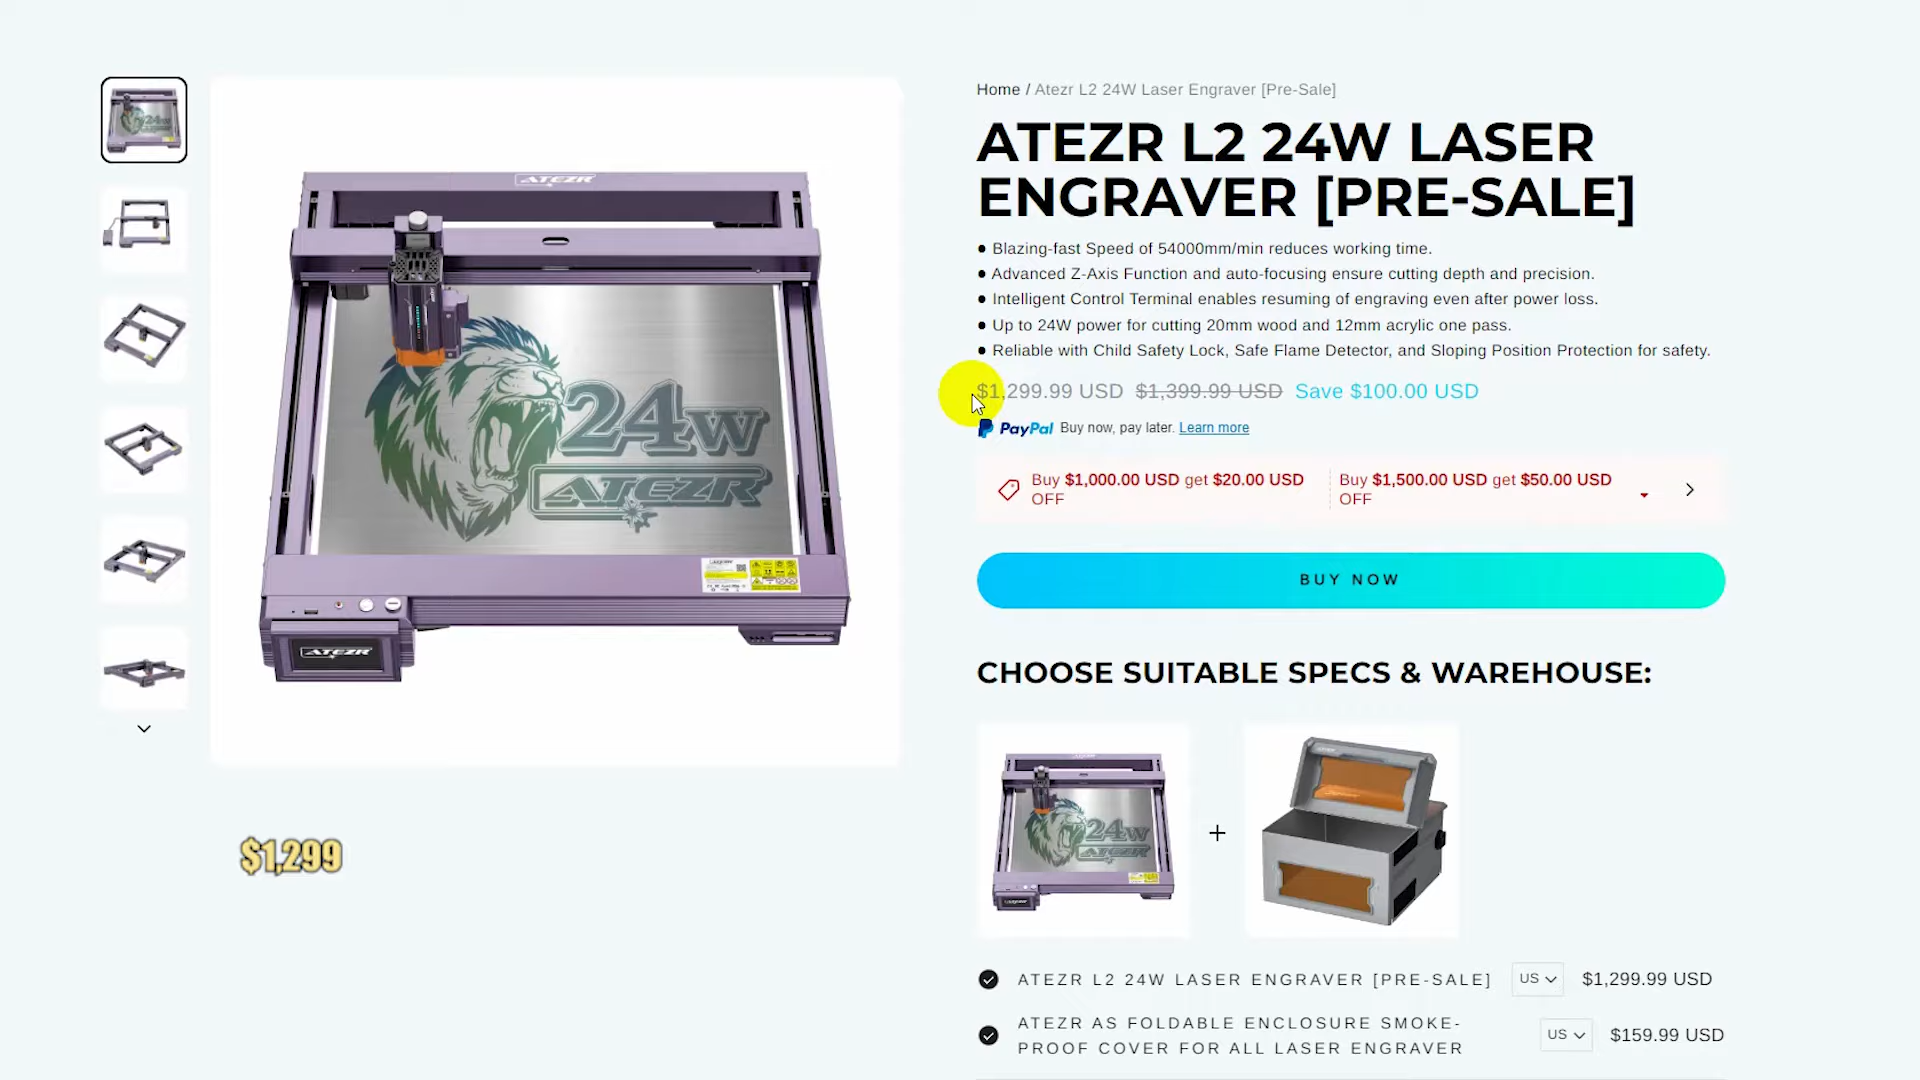 Home / Atezr L2 24W Laser Engraver [Pre-Sale]
ATEZR L2 24W LASER
ENGRAVER [PRE-SALE]
● Blazing-fast Speed of 54000mm/min reduces working time.
● Advanced Z-Axis Function and auto-focusing ensure cutting depth and precision.
● Intelligent Control Terminal enables resuming of engraving even after power loss.
● Up to 24W power for cutting 20mm wood and 12mm acrylic one pass.
● Reliable with Child Safety Lock, Safe Flame Detector, and Sloping Position Protection for safety.
$1,299.99 USD $1,399.99 USD Save $100.00 USD
PayPal Buy now, pay later. Learn more
Buy $1,000.00 USD get $20.00 USD
OFF
Buy $1,500.00 USD get $50.00 USD
OFF
BUY NOW
CHOOSE SUITABLE SPECS & WAREHOUSE:
ATEZR
24W
ATEZR
ATEZR
24W
ATEZR
$1,299
ATEZR L2 24W LASER ENGRAVER [PRE-SALE] US $1,299.99 USD
ATEZR AS FOLDABLE ENCLOSURE SMOKE-
PROOF COVER FOR ALL LASER ENGRAVER US $159.99 USD